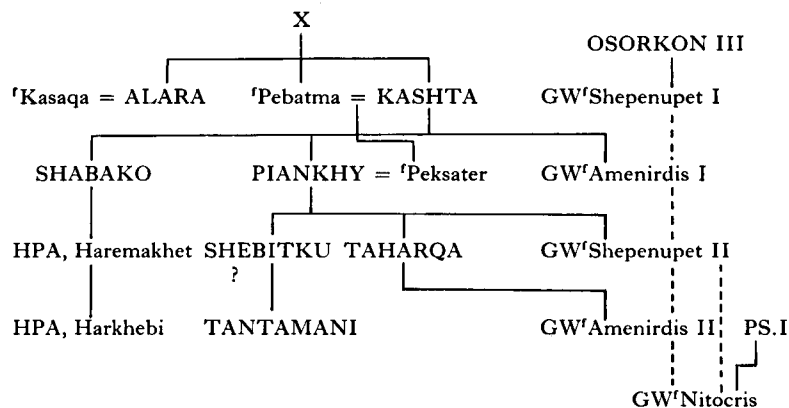 X
OSORKON III
ᶠKasaqa = ALARA ᶠPebatma = KASHTA GWᶠShepenupet I
SHABAKO PIANKHY = ᶠPeksater GWᶠAmenirdis I
HPA, Haremakhet SHEBITKU TAHARQA GWᶠShepenupet II
?
HPA, Harkhebi TANTAMANI GWᶠAmenirdis II PS.I
GWᶠNitocris